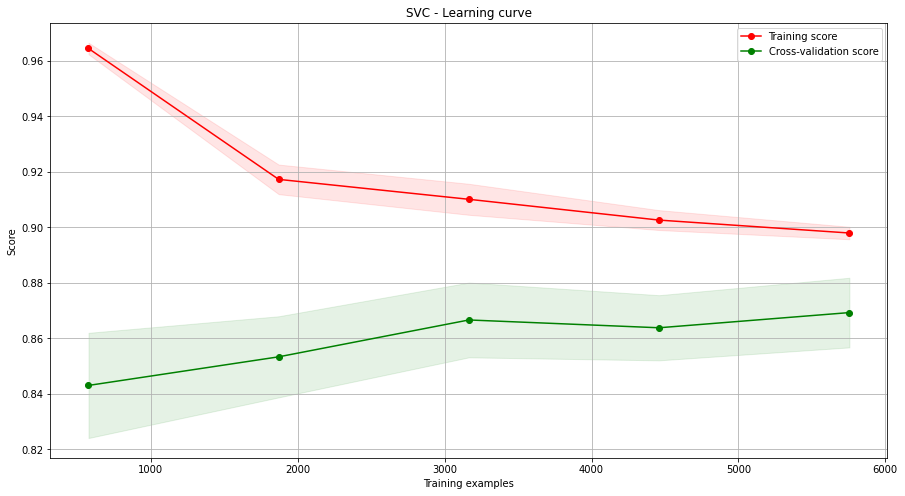 SVC - Learning curve
Training score
Cross-validation score
0.96
0.94
0.92
0.90
0.88
0.86
0.84
0.82
Score
1000 2000 3000 4000 5000 6000
Training examples